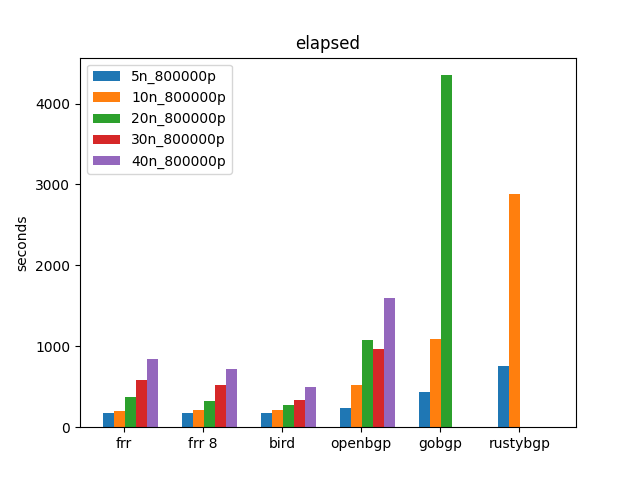 elapsed
5n_800000p
10n_800000p
20n_800000p
30n_800000p
40n_800000p
seconds
4000
3000
2000
1000
0
frr
frr 8
bird
openbgp
gobgp
rustybgp